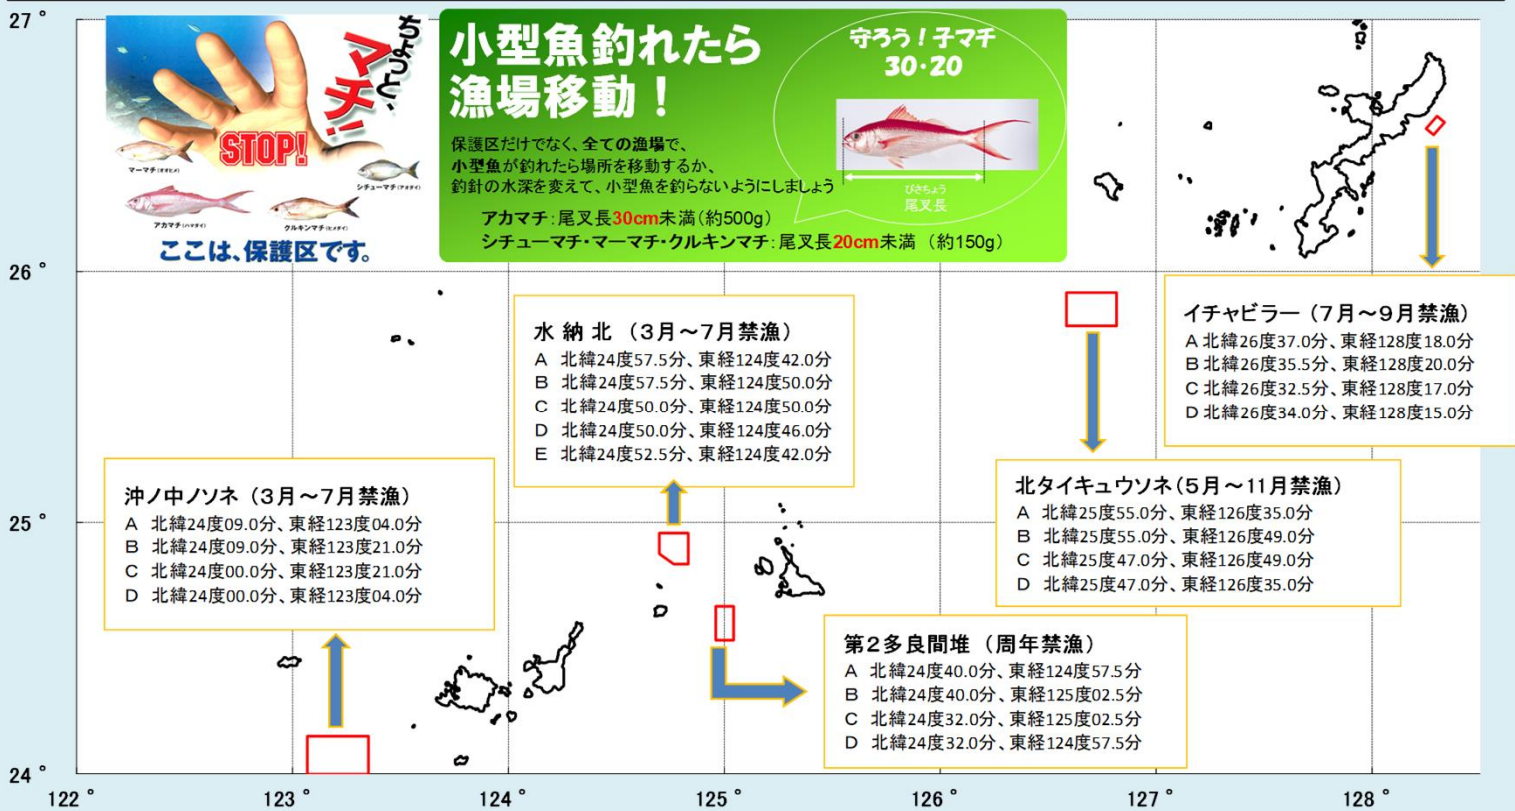 27°
26°
25°
24°
122°
123°
124°
125°
126°
127°
128°
ちょっと、
マチ!
STOP!
マーマチ(オオヒメ)
シチューマチ(アオダイ)
アカマチ(ハマダイ)
クルキンマチ(ヒメダイ)
ここは、保護区です。
小型魚釣れたら
漁場移動！
保護区だけでなく、全ての漁場で、
小型魚が釣れたら場所を移動するか、
釣針の水深を変えて、小型魚を釣らないようにしましょう
アカマチ：尾叉長30cm未満（約500g）
シチューマチ・マーマチ・クルキンマチ：尾叉長20cm未満 （約150g）
守ろう！子マチ
30・20
びさちょう
尾叉長
イチャビラー（7月～9月禁漁）
A 北緯26度37.0分、東経128度18.0分
B 北緯26度35.5分、東経128度20.0分
C 北緯26度32.5分、東経128度17.0分
D 北緯26度34.0分、東経128度15.0分
水 納 北 （3月～7月禁漁）
A 北緯24度57.5分、東経124度42.0分
B 北緯24度57.5分、東経124度50.0分
C 北緯24度50.0分、東経124度50.0分
D 北緯24度50.0分、東経124度46.0分
E 北緯24度52.5分、東経124度42.0分
沖ノ中ノソネ（3月～7月禁漁）
A 北緯24度09.0分、東経123度04.0分
B 北緯24度09.0分、東経123度21.0分
C 北緯24度00.0分、東経123度21.0分
D 北緯24度00.0分、東経123度04.0分
北タイキュウソネ（5月～11月禁漁）
A 北緯25度55.0分、東経126度35.0分
B 北緯25度55.0分、東経126度49.0分
C 北緯25度47.0分、東経126度49.0分
D 北緯25度47.0分、東経126度35.0分
第2多良間堆 （周年禁漁）
A 北緯24度40.0分、東経124度57.5分
B 北緯24度40.0分、東経125度02.5分
C 北緯24度32.0分、東経125度02.5分
D 北緯24度32.0分、東経124度57.5分